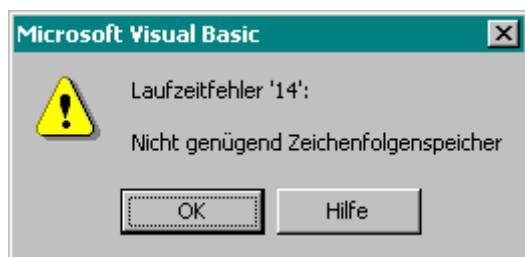 Microsoft Visual Basic
Laufzeitfehler '14':
Nicht genügend Zeichenfolgenspeicher
OK
Hilfe